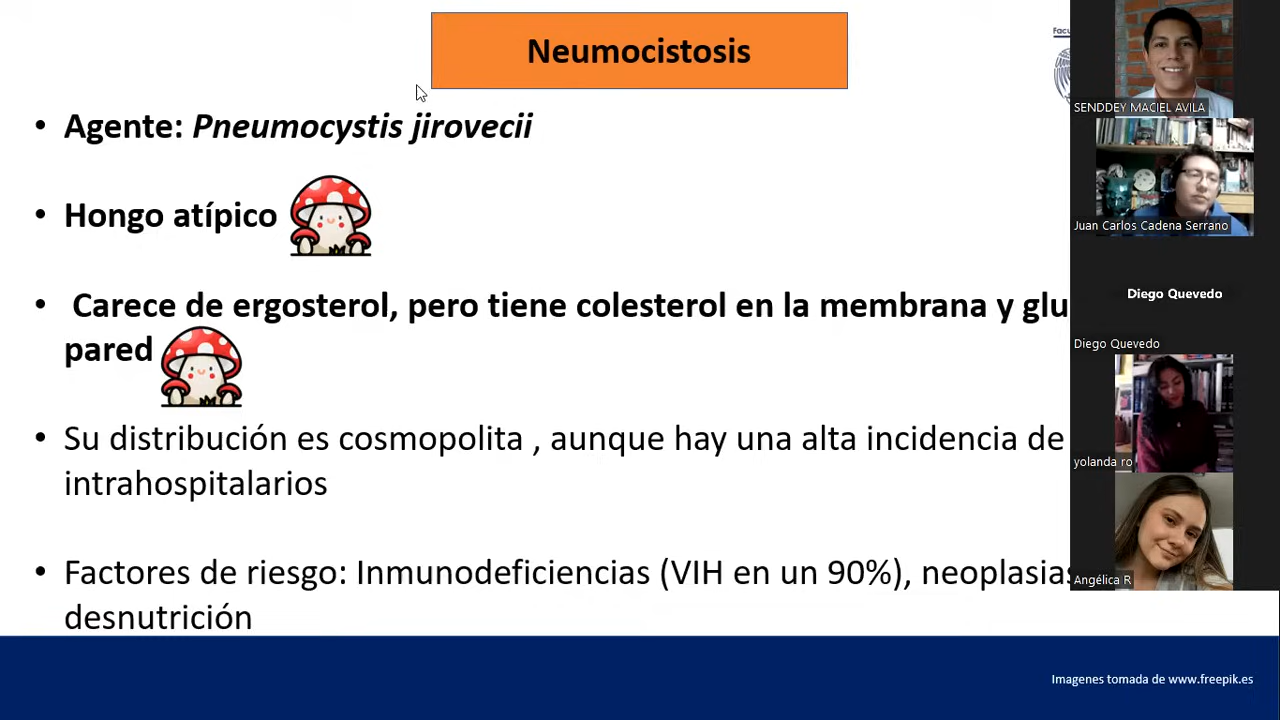 Neumocistosis
• Agente: Pneumocystis jirovecii
• Hongo atípico
• Carece de ergosterol, pero tiene colesterol en la membrana y glu
pared
• Su distribución es cosmopolita , aunque hay una alta incidencia de
intrahospitalarios
• Factores de riesgo: Inmunodeficiencias (VIH en un 90%), neoplasias
desnutrición
Imagenes tomada de www.freepik.es
SENDDEY MACIEL AVILA
Juan Carlos Cadena Serrano
Diego Quevedo
Diego Quevedo
yolanda ro
Angélica R